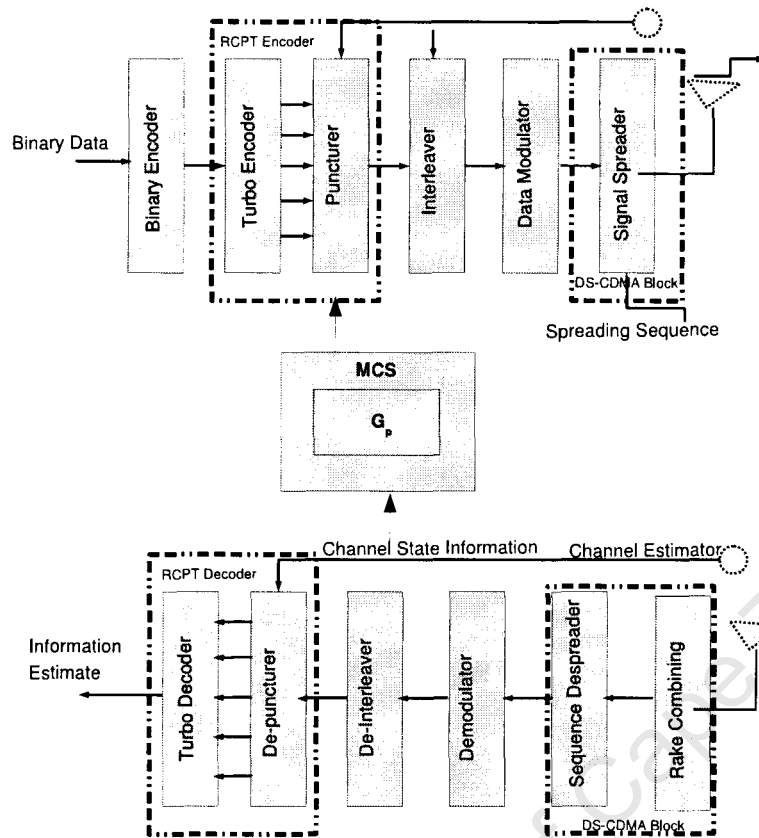 RCPT Encoder
Binary Data
Binary Encoder
Turbo Encoder
Puncturer
Interleaver
Data Modulator
Signal Spreader
DS-CDMA Block
Spreading Sequence
MCS
Gp
Channel State Information
Channel Estimator
RCPT Decoder
Information
Estimate
Turbo Decoder
De-puncturer
De-Interleaver
Demodulator
Sequence Despreader
Rake Combining
DS-CDMA Block